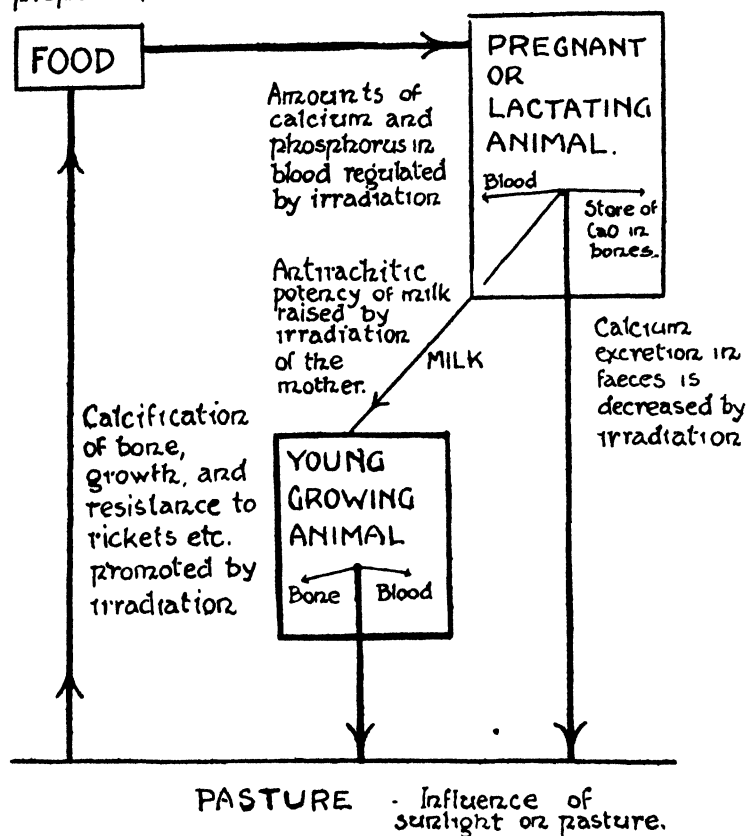 FOOD
PREGNANT
OR
LACTATING
ANIMAL.
Blood
Store of
CaO in
bones.
Amounts of
calcium and
phosphorus in
blood regulated
by irradiation
Antirachitic
potency of milk
raised by
irradiation
of the
mother.
MILK
Calcium
excretion in
faeces is
decreased by
irradiation
Calcification
of bone,
growth, and
resistance to
rickets etc.
promoted by
irradiation
YOUNG
GROWING
ANIMAL
Bone Blood
PASTURE . Influence of
sunlight on pasture.